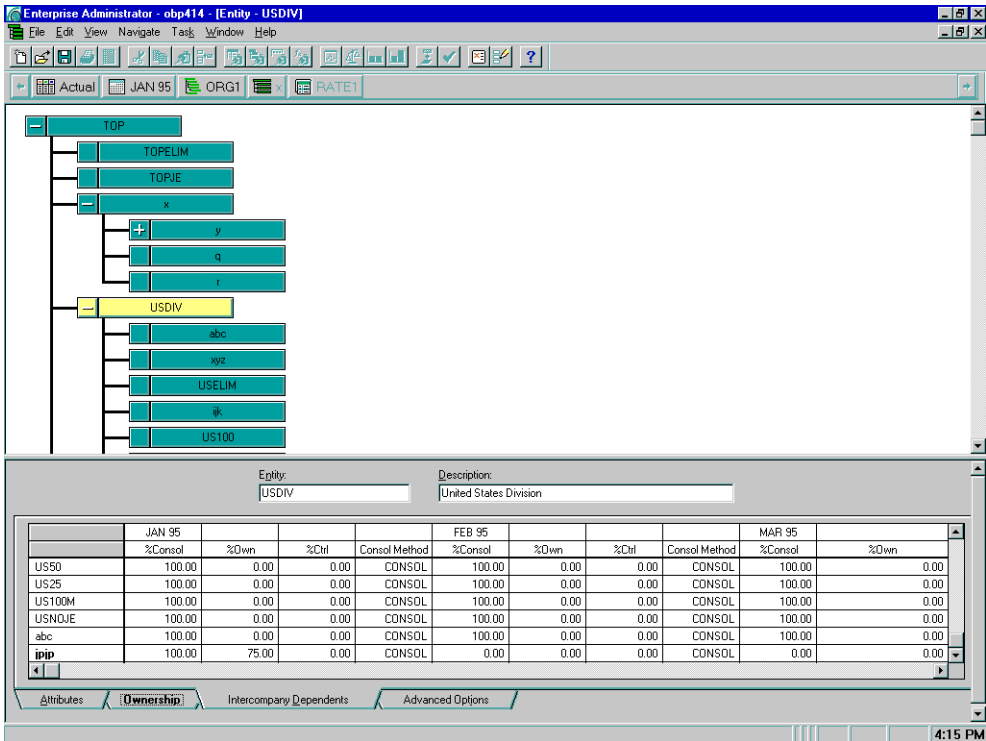 Enterprise Administrator - obp414 - [Entity - USDIV]
File Edit View Navigate Task Window Help
Actual JAN 95 ORG1 x RATE1
TOP
TOPELIM
TOPJE
x
y
q
r
USDIV
abc
xyz
USELIM
ijk
US100
Entity: Description:
USDIV United States Division
JAN 95 FEB 95 MAR 95
%Consol %Own %Ctrl Consol Method %Consol %Own %Ctrl Consol Method %Consol %Own
US50 100.00 0.00 0.00 CONSOL 100.00 0.00 0.00 CONSOL 100.00 0.00
US25 100.00 0.00 0.00 CONSOL 100.00 0.00 0.00 CONSOL 100.00 0.00
US100M 100.00 0.00 0.00 CONSOL 100.00 0.00 0.00 CONSOL 100.00 0.00
USNOJE 100.00 0.00 0.00 CONSOL 100.00 0.00 0.00 CONSOL 100.00 0.00
abc 100.00 0.00 0.00 CONSOL 100.00 0.00 0.00 CONSOL 100.00 0.00
ipip 100.00 75.00 0.00 CONSOL 0.00 0.00 0.00 CONSOL 0.00 0.00
Attributes Ownership Intercompany Dependents Advanced Options
4:15 PM